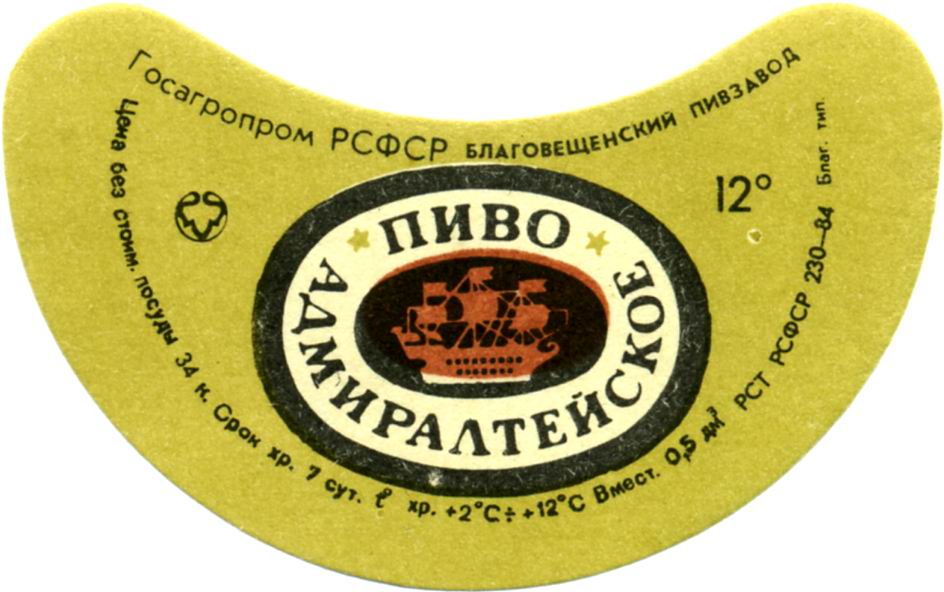 Госагропром РСФСР БЛАГОВЕЩЕНСКИЙ ПИВЗАВОД
12°
ПИВО
АДМИРАЛТЕЙСКОЕ
Цена без стоим. посуды 34 к. Срок хр. 7 сут. t° хр. +2°С÷+12°С Вмест. 0,5 дм³ РСТ РСФСР 230—84 Благ. тип.